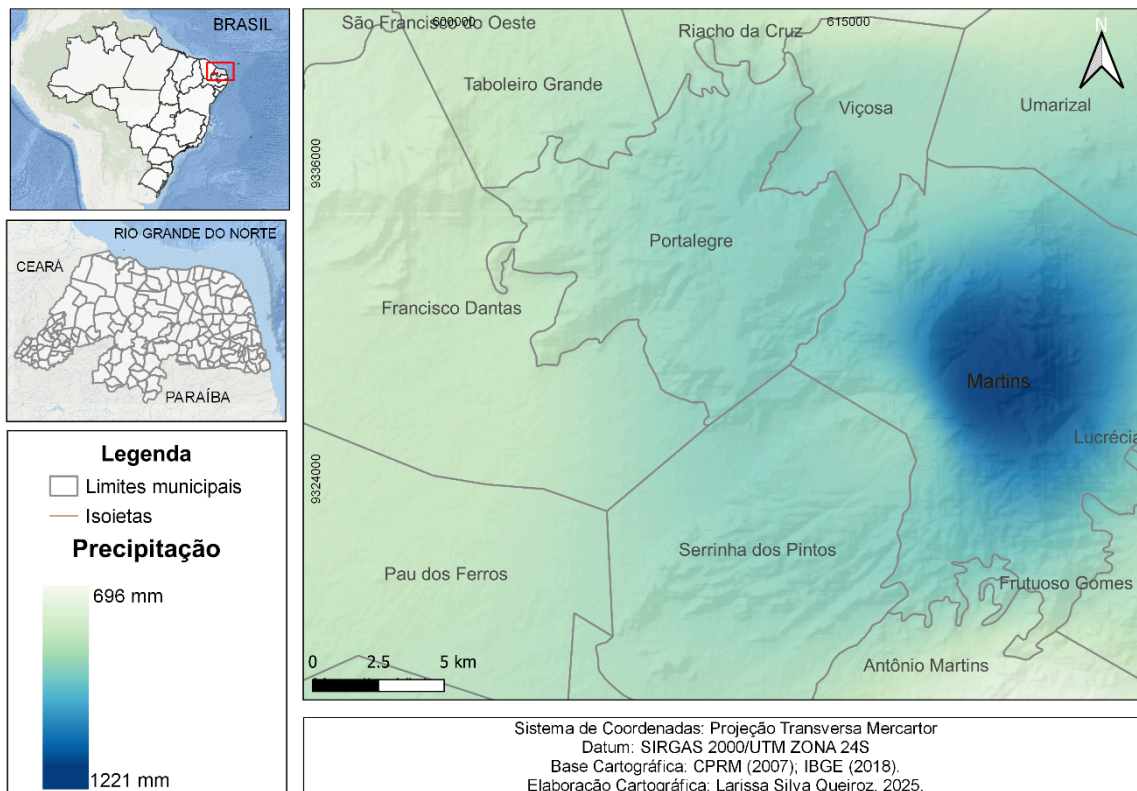 BRASIL
RIO GRANDE DO NORTE
CEARÁ
PARAÍBA
Legenda
Limites municipais
Isoietas
Precipitação
696 mm
1221 mm
São Francisco do Oeste
600000
Riacho da Cruz
615000
N
Taboleiro Grande
Viçosa
Umarizal
9336000
Portalegre
Francisco Dantas
Martins
Lucrécia
9324000
Serrinha dos Pintos
Pau dos Ferros
Frutuoso Gomes
Antônio Martins
0 2.5 5 km
Sistema de Coordenadas: Projeção Transversa Mercartor
Datum: SIRGAS 2000/UTM ZONA 24S
Base Cartográfica: CPRM (2007); IBGE (2018).
Elaboração Cartográfica: Larissa Silva Queiroz, 2025.